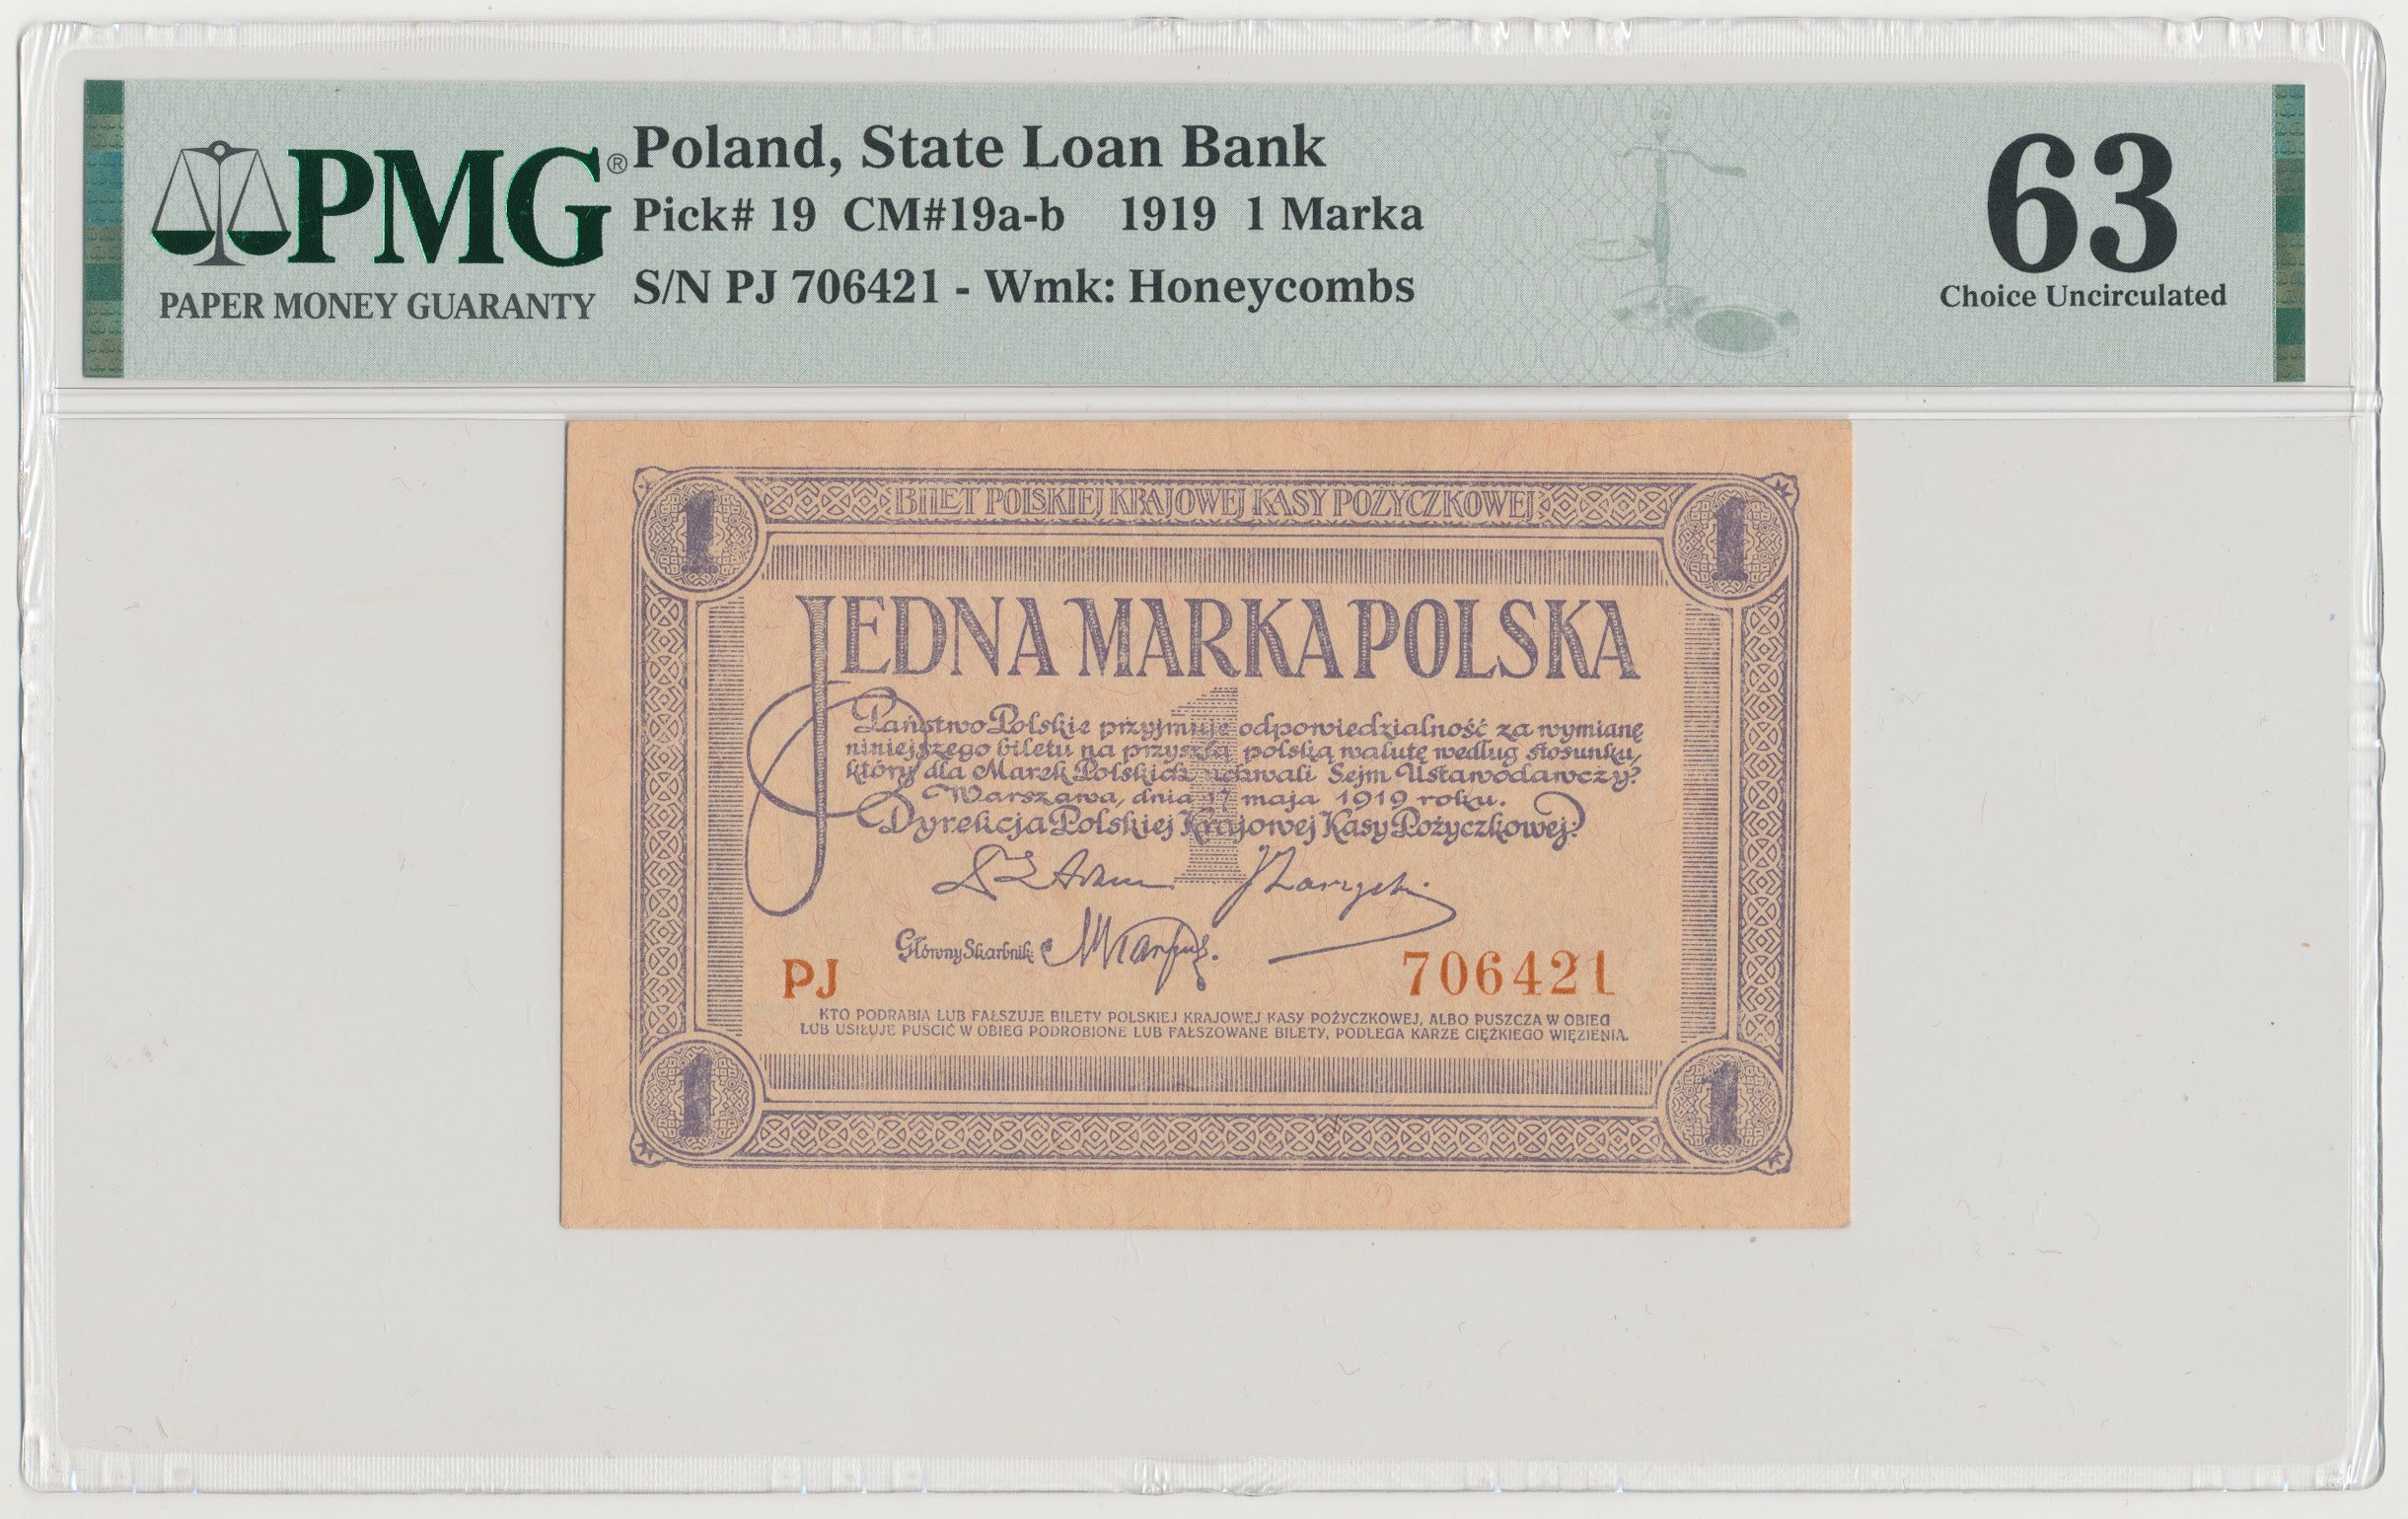 PMG®
PAPER MONEY GUARANTY
Poland, State Loan Bank
Pick# 19 CM#19a-b 1919 1 Marka
S/N PJ 706421 - Wmk: Honeycombs
63
Choice Uncirculated
1 BILET POLSKIEJ KRAJOWEJ KASY POŻYCZKOWEJ 1
JEDNA MARKA POLSKA
1
Państwo Polskie przyjmuje odpowiedzialność za wymianę
niniejszego biletu na przyszłą polską walutę według stosunku,
który dla Marek Polskich uchwali Sejm Ustawodawczy.
Warszawa, dnia 17 maja 1919 roku.
Dyrekcja Polskiej Krajowej Kasy Pożyczkowej:
Główny Skarbnik:
PJ 706421
KTO PODRABIA LUB FAŁSZUJE BILETY POLSKIEJ KRAJOWEJ KASY POŻYCZKOWEJ, ALBO PUSZCZA W OBIEG
LUB USIŁUJE PUŚCIĆ W OBIEG PODROBIONE LUB FAŁSZOWANE BILETY, PODLEGA KARZE CIĘŻKIEGO WIĘZIENIA.
1 1